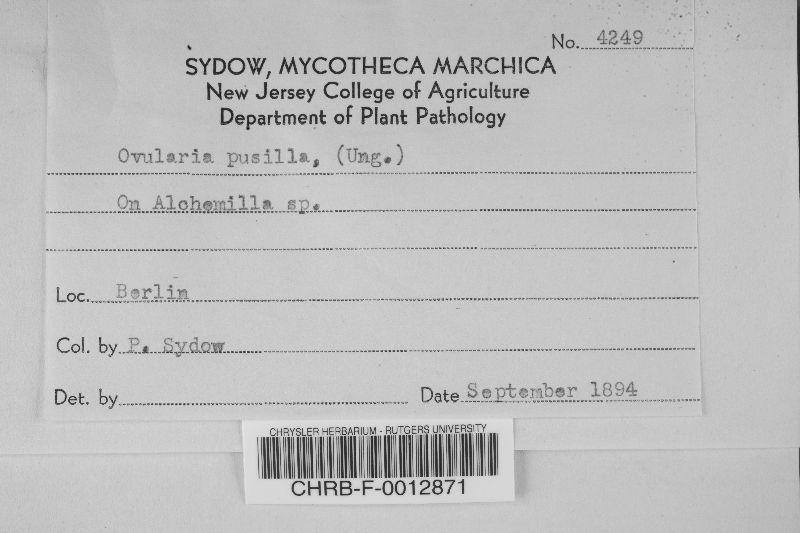 No. 4249
SYDOW, MYCOTHECA MARCHICA
New Jersey College of Agriculture
Department of Plant Pathology
Ovularia pusilla, (Ung.)
On Alchemilla sp.
Loc. Berlin
Col. by P. Sydow
Det. by Date September 1894
CHRYSLER HERBARIUM - RUTGERS UNIVERSITY
CHRB-F-0012871